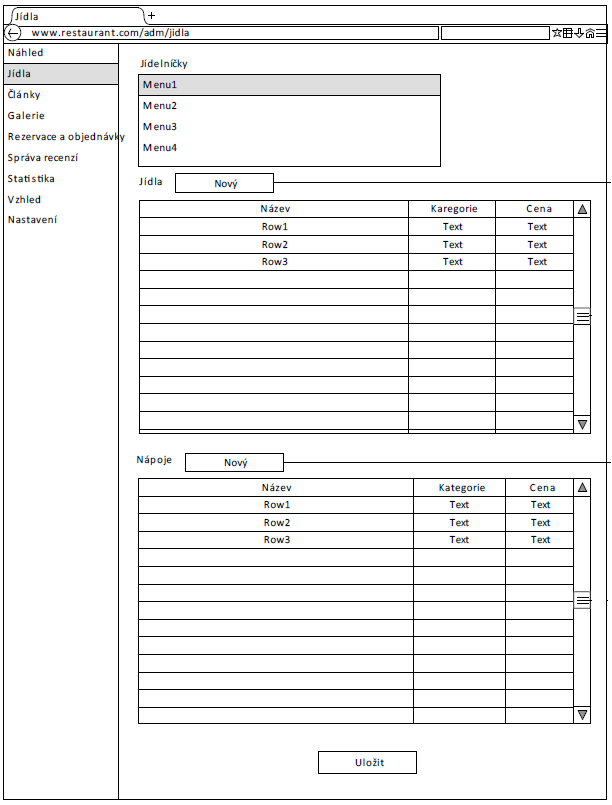 Jídla +
www.restaurant.com/adm/jidla
Náhled
Jídla
Články
Galerie
Rezervace a objednávky
Správa recenzí
Statistika
Vzhled
Nastavení
Jídelníčky
Menu1
Menu2
Menu3
Menu4
Jídla Nový
Název Karegorie Cena
Row1 Text Text
Row2 Text Text
Row3 Text Text
Nápoje Nový
Název Kategorie Cena
Row1 Text Text
Row2 Text Text
Row3 Text Text
Uložit